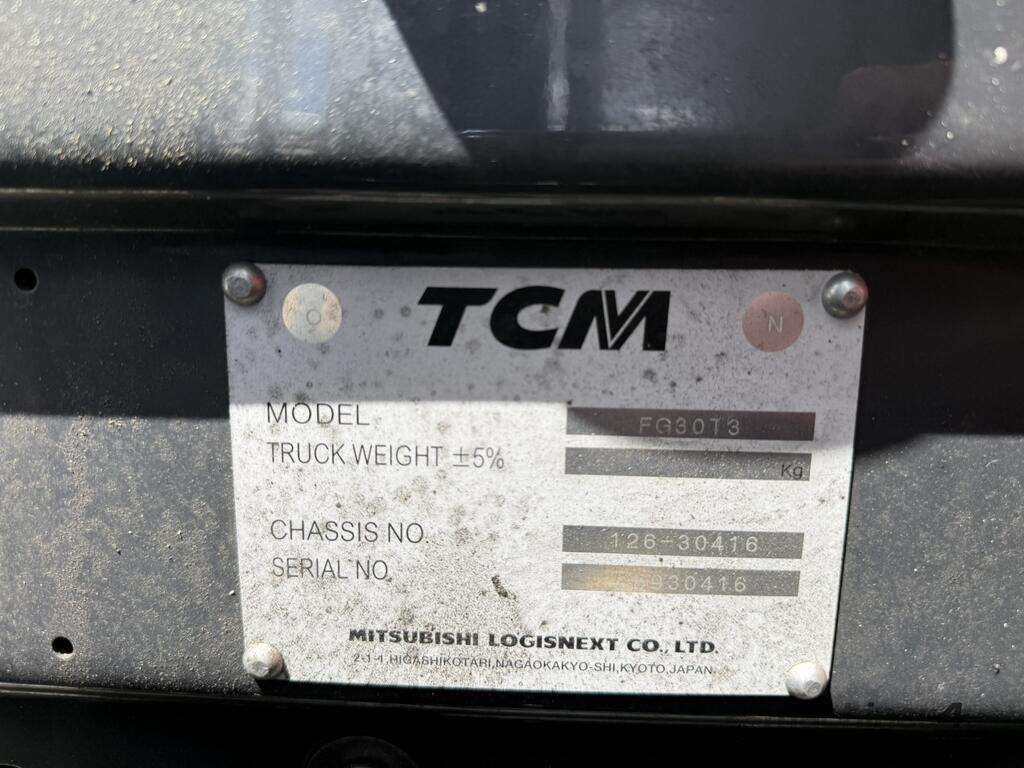 Q TCM N
MODEL FG30T3
TRUCK WEIGHT ±5% Kg
CHASSIS NO. 126-30416
SERIAL NO. 930416
MITSUBISHI LOGISNEXT CO., LTD.
2-1-1,HIGASHIKOTARI,NAGAOKAKYO-SHI,KYOTO,JAPAN.